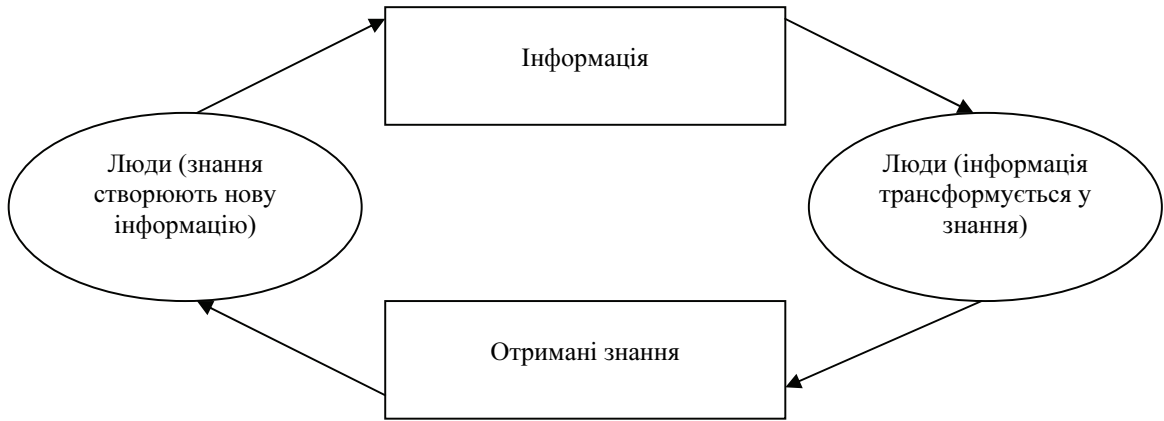 Інформація
Люди (знання
створюють нову
інформацію)
Люди (інформація
трансформується у
знання)
Отримані знання